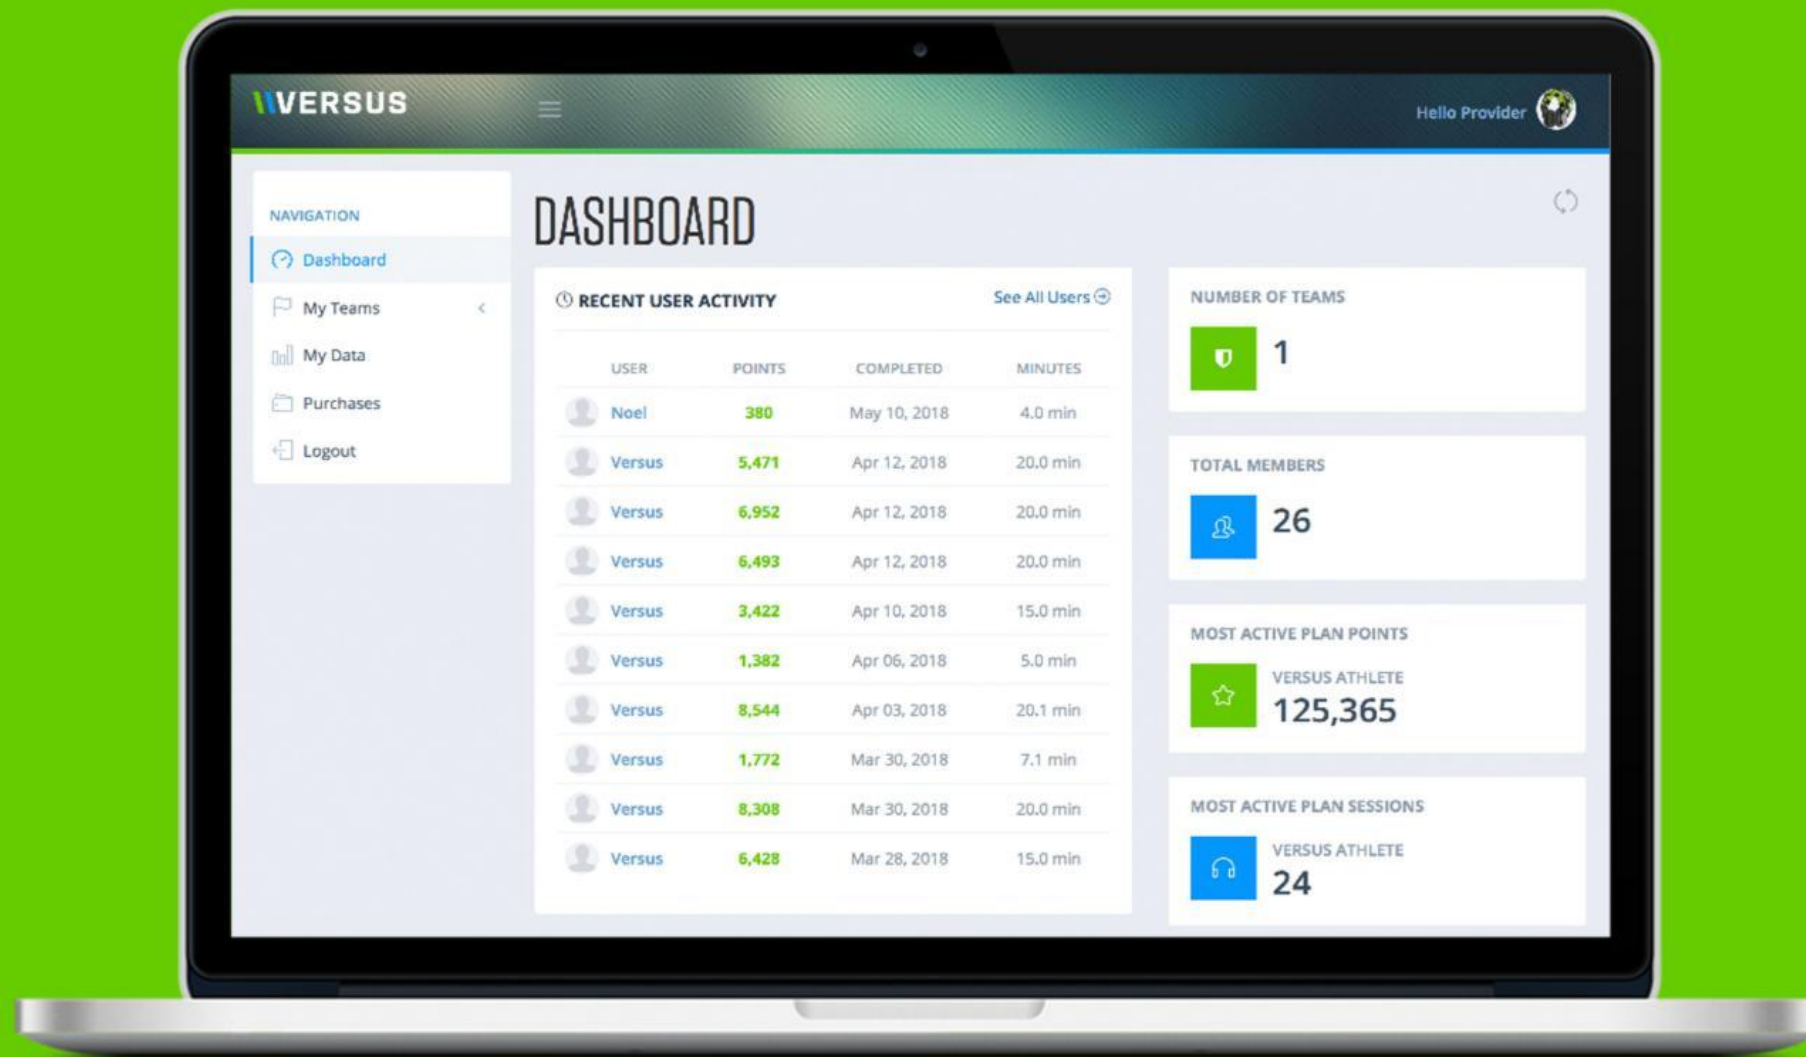 VERSUS
Hello Provider
NAVIGATION
Dashboard
My Teams
My Data
Purchases
Logout
DASHBOARD
RECENT USER ACTIVITY See All Users
USER POINTS COMPLETED MINUTES
Noel 380 May 10, 2018 4.0 min
Versus 5,471 Apr 12, 2018 20.0 min
Versus 6,952 Apr 12, 2018 20.0 min
Versus 6,493 Apr 12, 2018 20.0 min
Versus 3,422 Apr 10, 2018 15.0 min
Versus 1,382 Apr 06, 2018 5.0 min
Versus 8,544 Apr 03, 2018 20.1 min
Versus 1,772 Mar 30, 2018 7.1 min
Versus 8,308 Mar 30, 2018 20.0 min
Versus 6,428 Mar 28, 2018 15.0 min
NUMBER OF TEAMS
1
TOTAL MEMBERS
26
MOST ACTIVE PLAN POINTS
VERSUS ATHLETE
125,365
MOST ACTIVE PLAN SESSIONS
VERSUS ATHLETE
24